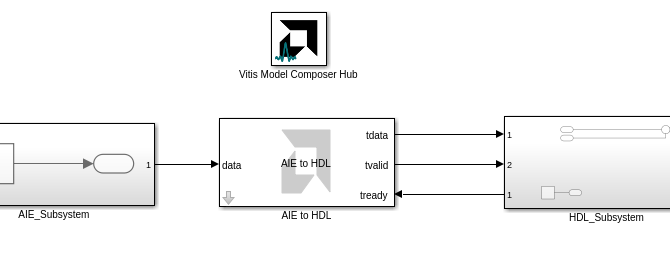 Vitis Model Composer Hub
1
AIE_Subsystem
data
AIE to HDL
tdata
tvalid
tready
AIE to HDL
1
2
1
HDL_Subsystem